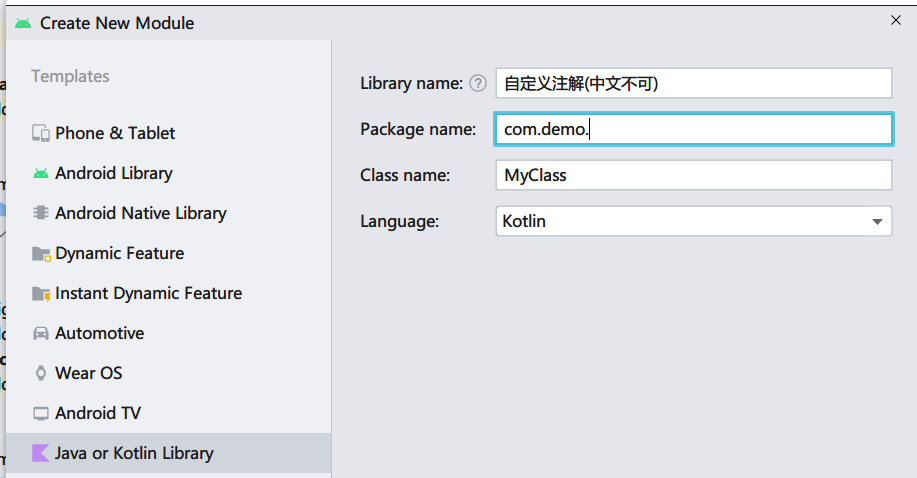 Create New Module
Templates
Phone & Tablet
Android Library
Android Native Library
Dynamic Feature
Instant Dynamic Feature
Automotive
Wear OS
Android TV
Java or Kotlin Library
Library name: ? 自定义注解(中文不可)
Package name: com.demo.
Class name: MyClass
Language: Kotlin